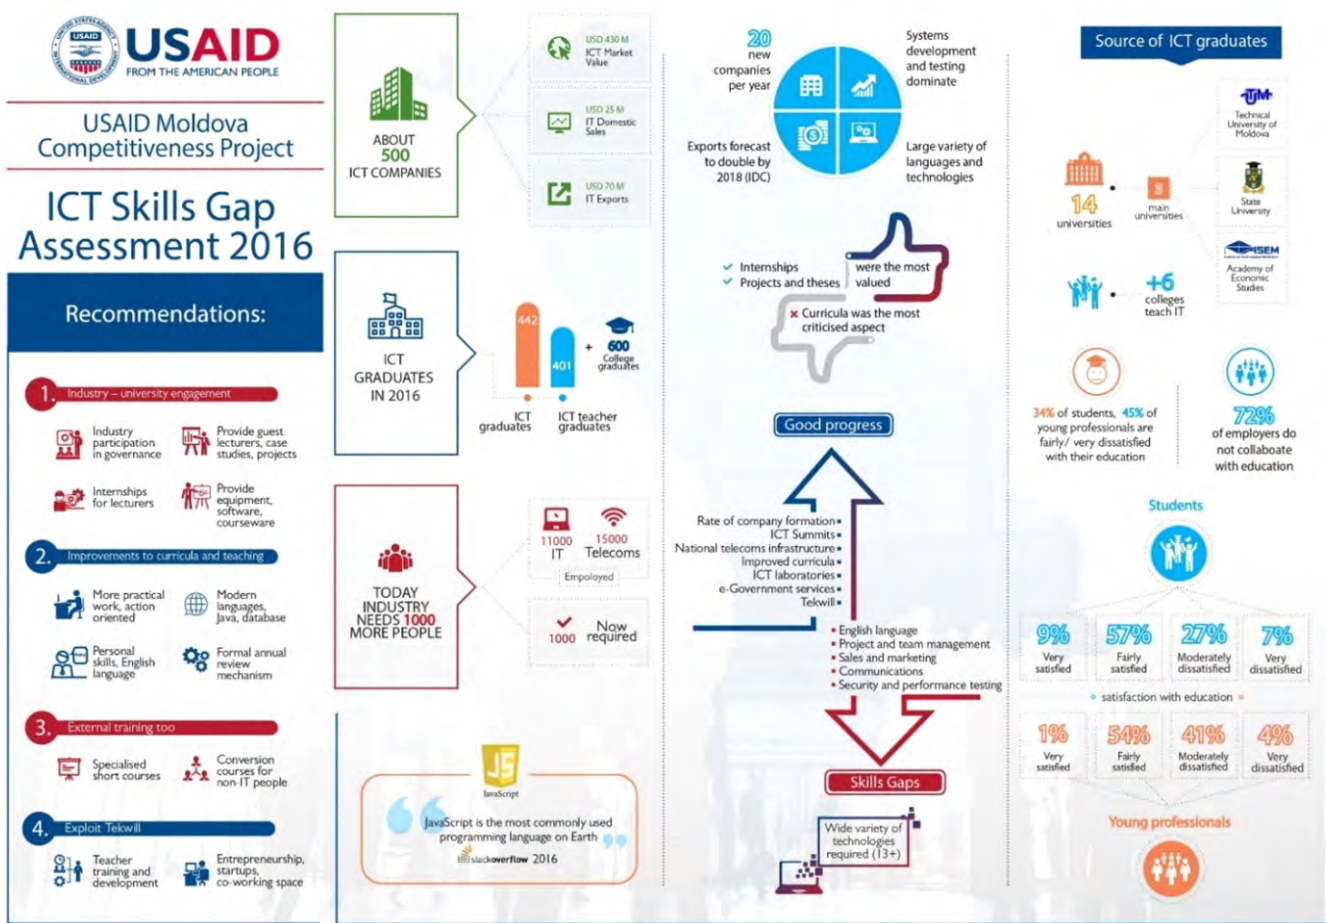 UNITED STATES AGENCY
USAID
INTERNATIONAL DEVELOPMENT
USAID
FROM THE AMERICAN PEOPLE
USAID Moldova
Competitiveness Project
ICT Skills Gap
Assessment 2016
Recommendations:
1.
Industry – university engagement
Industry
participation
in governance
Provide guest
lecturers, case
studies, projects
Internships
for lecturers
Provide
equipment,
software,
courseware
2.
Improvements to curricula and teaching
More practical
work, action
oriented
Modern
languages,
Java, database
Personal
skills, English
language
Formal annual
review
mechanism
3.
External training too
Specialised
short courses
Conversion
courses for
non-IT people
4.
Exploit Tekwill
Teacher
training and
development
Entrepreneurship,
startups,
co-working space
ABOUT
500
ICT COMPANIES
USD 430 M
ICT Market
Value
USD 25 M
IT Domestic
Sales
USD 70 M
IT Exports
ICT
GRADUATES
IN 2016
442
401
+
600
College
graduates
ICT
graduates
ICT teacher
graduates
TODAY
INDUSTRY
NEEDS 1000
MORE PEOPLE
11000
IT
15000
Telecoms
Empoloyed
1000
Now
required
JS
JavaScript
JavaScript is the most commonly used
programming language on Earth
stackoverflow 2016
20
new
companies
per year
Systems
development
and testing
dominate
Exports forecast
to double by
2018 (IDC)
Large variety of
languages and
technologies
Internships
Projects and theses
were the most
valued
Curricula was the most
criticised aspect
Good progress
Rate of company formation
ICT Summits
National telecoms infrastructure
Improved curricula
ICT laboratories
e-Government services
Tekwill
English language
Project and team management
Sales and marketing
Communications
Security and performance testing
Skills Gaps
Wide variety of
technologies
required (13+)
Source of ICT graduates
14
universities
3
main
universities
UTM
Technical
University of
Moldova
State
University
ASEM
Academy of
Economic
Studies
+6
colleges
teach IT
34% of students, 45% of
young professionals are
fairly/ very dissatisfied
with their education
72%
of employers do
not collaboate
with education
Students
9%
Very
satisfied
57%
Fairly
satisfied
27%
Moderately
dissatisfied
7%
Very
dissatisfied
satisfaction with education
1%
Very
satisfied
54%
Fairly
satisfied
41%
Moderately
dissatisfied
4%
Very
dissatisfied
Young professionals